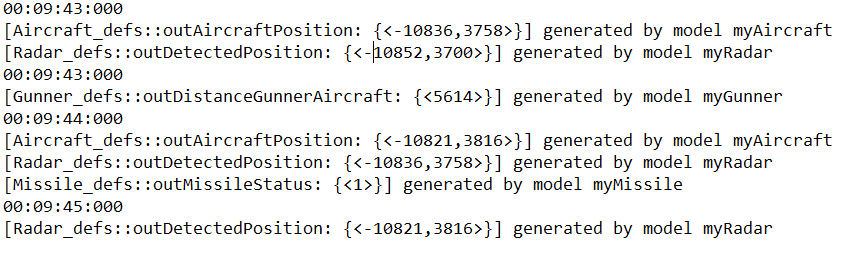 00:09:43:000
[Aircraft_defs::outAircraftPosition: {<-10836,3758>}] generated by model myAircraft
[Radar_defs::outDetectedPosition: {<-10852,3700>}] generated by model myRadar
00:09:43:000
[Gunner_defs::outDistanceGunnerAircraft: {<5614>}] generated by model myGunner
00:09:44:000
[Aircraft_defs::outAircraftPosition: {<-10821,3816>}] generated by model myAircraft
[Radar_defs::outDetectedPosition: {<-10836,3758>}] generated by model myRadar
[Missile_defs::outMissileStatus: {<1>}] generated by model myMissile
00:09:45:000
[Radar_defs::outDetectedPosition: {<-10821,3816>}] generated by model myRadar